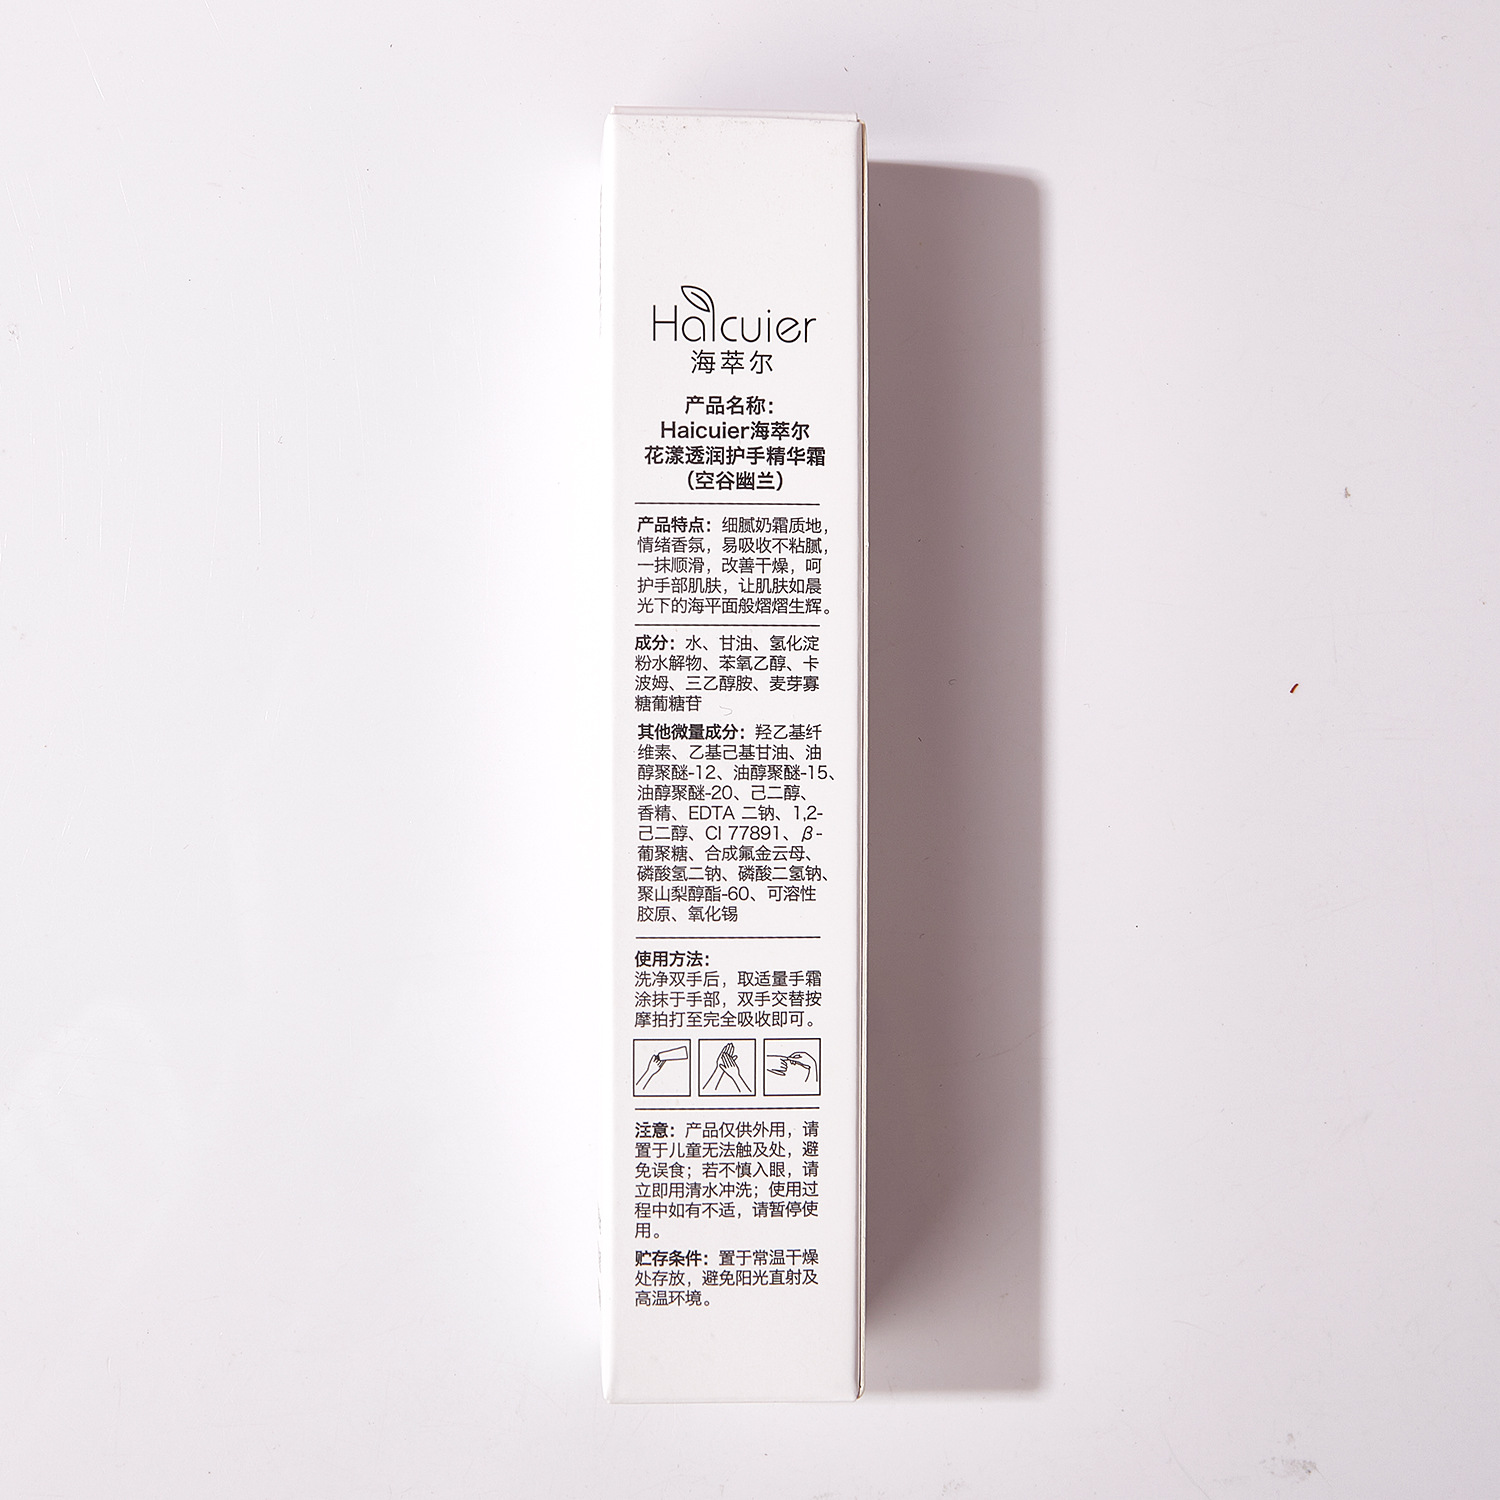 Haicuier
海萃尔
产品名称：
Haicuier海萃尔
花漾透润护手精华霜
（空谷幽兰）
产品特点：细腻奶霜质地，
情绪香氛，易吸收不粘腻，
一抹顺滑，改善干燥，呵
护手部肌肤，让肌肤如晨
光下的海平面般熠熠生辉。
成分：水、甘油、氢化淀
粉水解物、苯氧乙醇、卡
波姆、三乙醇胺、麦芽寡
糖葡糖苷
其他微量成分：羟乙基纤
维素、乙基己基甘油、油
醇聚醚-12、油醇聚醚-15、
油醇聚醚-20、己二醇、
香精、EDTA 二钠、1,2-
己二醇、CI 77891、β-
葡聚糖、合成氟金云母、
磷酸氢二钠、磷酸二氢钠、
聚山梨醇酯-60、可溶性
胶原、氧化锡
使用方法：
洗净双手后，取适量手霜
涂抹于手部，双手交替按
摩拍打至完全吸收即可。
注意：产品仅供外用，请
置于儿童无法触及处，避
免误食；若不慎入眼，请
立即用清水冲洗；使用过
程中如有不适，请暂停使
用。
贮存条件：置于常温干燥
处存放，避免阳光直射及
高温环境。